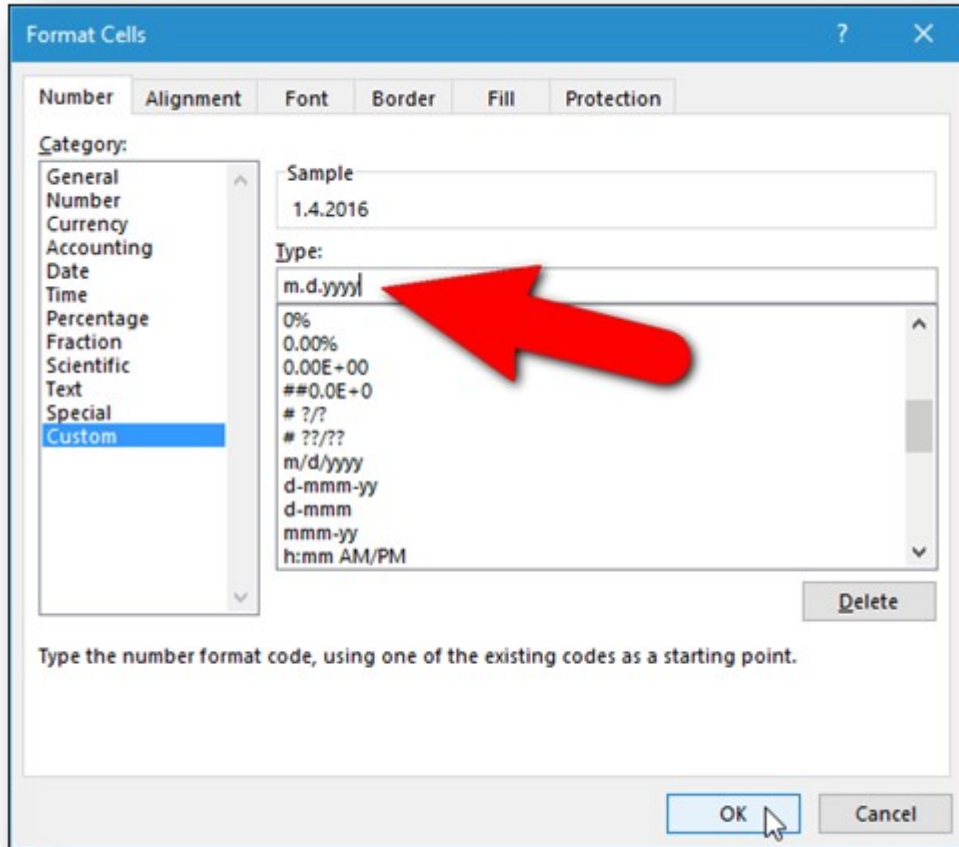 Format Cells ? ×
Number Alignment Font Border Fill Protection
Category:
General
Number
Currency
Accounting
Date
Time
Percentage
Fraction
Scientific
Text
Special
Custom
Sample
1.4.2016
Type:
m.d.yyyy
0%
0.00%
0.00E+00
##0.0E+0
# ?/?
# ??/??
m/d/yyyy
d-mmm-yy
d-mmm
mmm-yy
h:mm AM/PM
Delete
Type the number format code, using one of the existing codes as a starting point.
OK Cancel